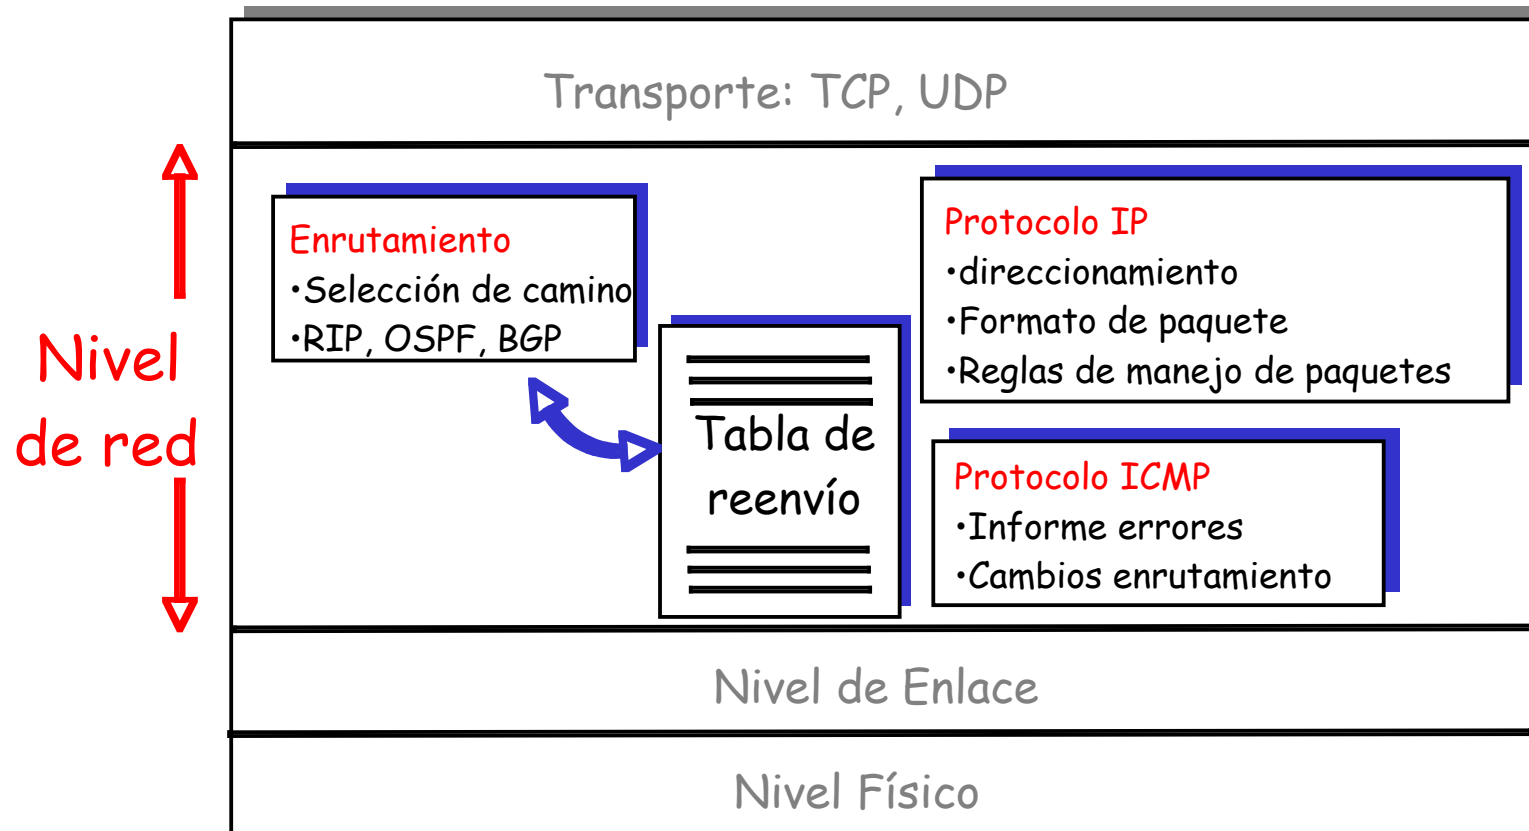 Transporte: TCP, UDP
Nivel
de red
Enrutamiento
•Selección de camino
•RIP, OSPF, BGP
Tabla de
reenvío
Protocolo IP
•direccionamiento
•Formato de paquete
•Reglas de manejo de paquetes
Protocolo ICMP
•Informe errores
•Cambios enrutamiento
Nivel de Enlace
Nivel Físico